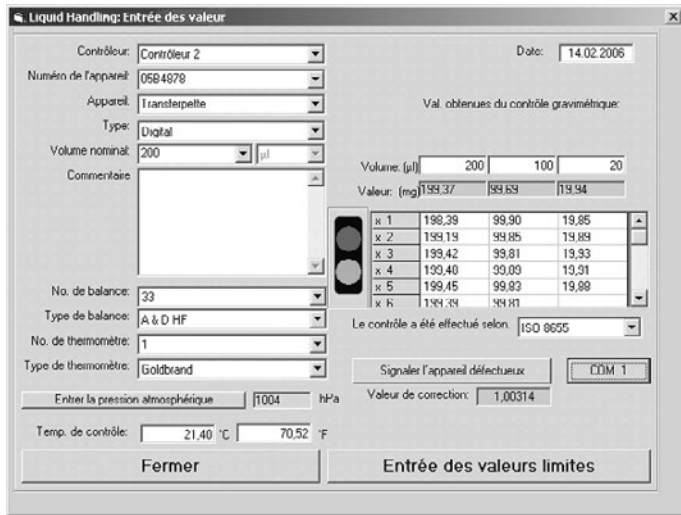 Liquid Handling: Entrée des valeur
Contrôleur: Contrôleur 2
Date: 14.02.2006
Numéro de l'appareil: 05B4878
Appareil: Transferpette
Val. obtenues du contrôle gravimétrique:
Type: Digital
Volume nominal: 200 µl
Commentaire
Volume: (µl) 200 100 20
Valeur: (mg) 199,37 99,69 19,94
x 1 198,39 99,90 19,85
x 2 199,19 99,85 19,89
x 3 199,42 99,81 19,93
x 4 199,40 99,09 19,91
x 5 199,45 99,83 19,88
x 6 199,39 99,81
No. de balance: 33
Type de balance: A & D HF
Le contrôle a été effectué selon. ISO 8655
No. de thermomètre: 1
Type de thermomètre: Goldbrand
Signaler l'appareil défectueux
COM 1
Entrer la pression atmosphérique 1004 hPa
Valeur de correction: 1,00314
Temp. de contrôle: 21,40 °C 70,52 °F
Fermer
Entrée des valeurs limites